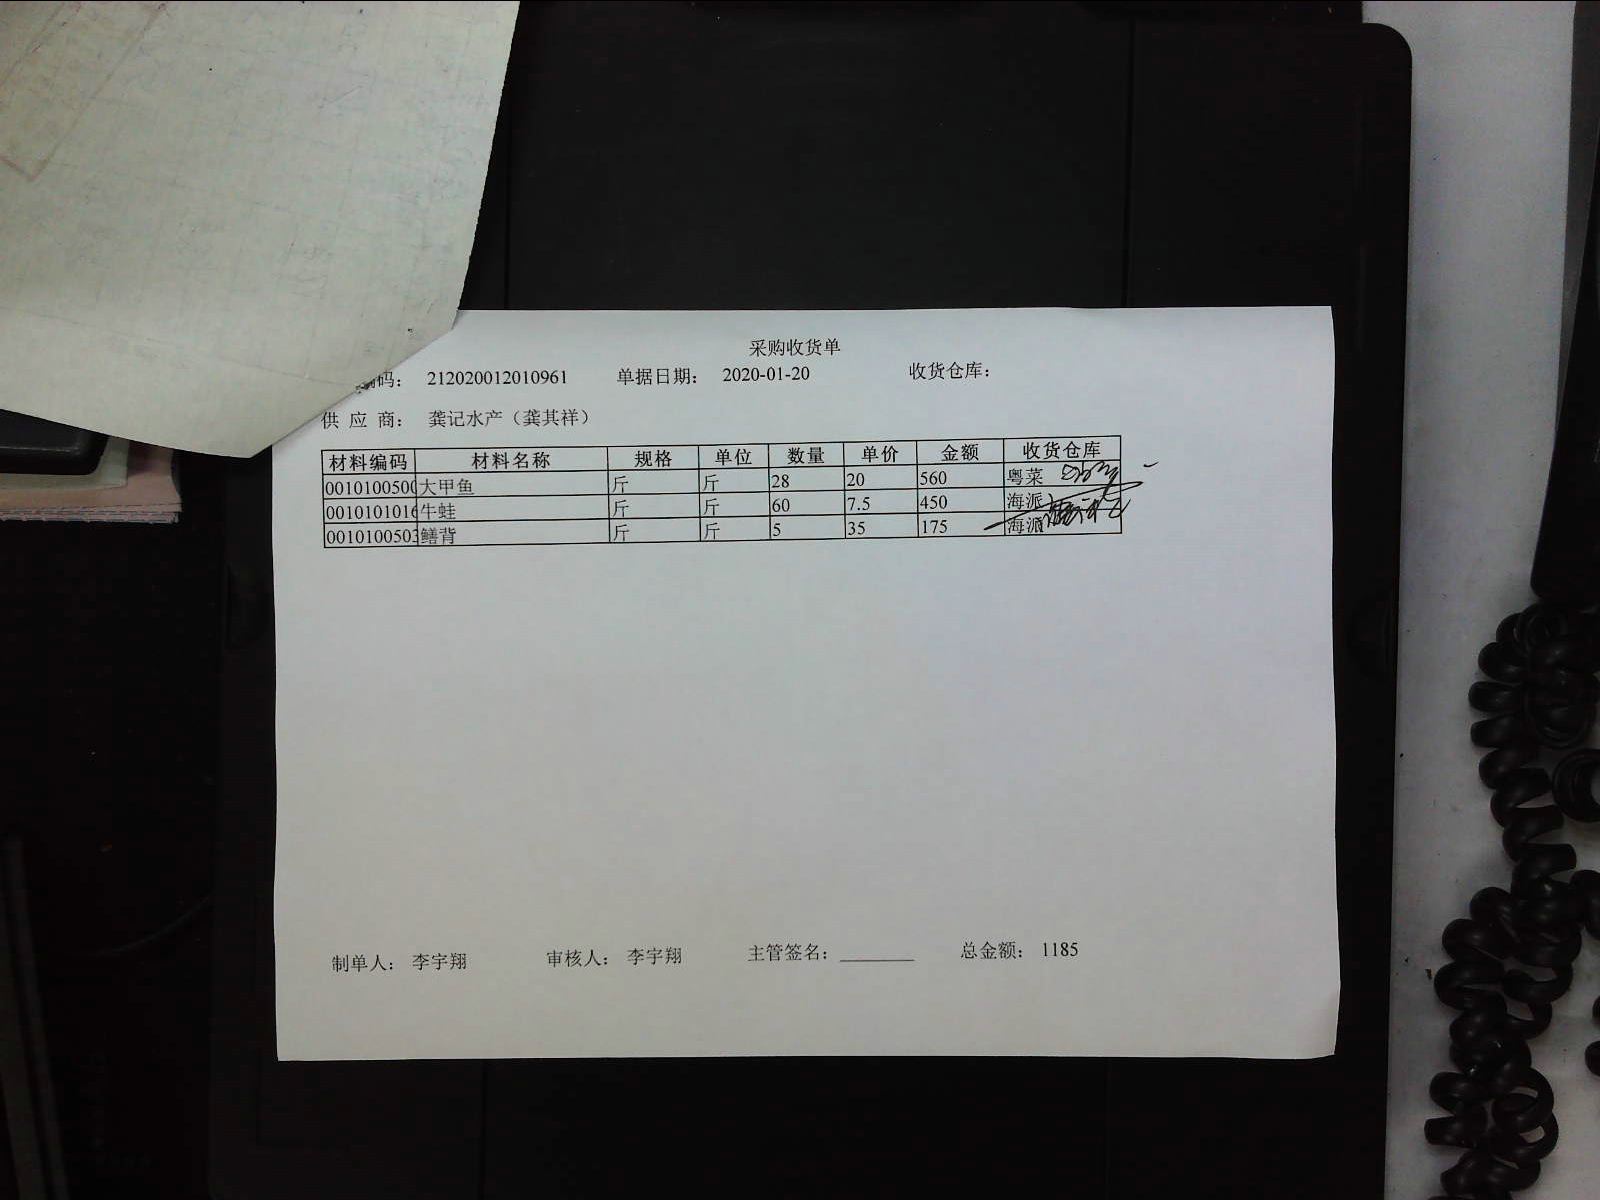 采购收货单
编码： 212020012010961 单据日期： 2020-01-20 收货仓库：
供 应 商： 龚记水产（龚其祥）
材料编码 材料名称 规格 单位 数量 单价 金额 收货仓库
0010100500 大甲鱼 斤 斤 28 20 560 粤菜
0010101016 牛蛙 斤 斤 60 7.5 450 海派
0010100503 鳝背 斤 斤 5 35 175 海派
制单人： 李宇翔 审核人： 李宇翔 主管签名： 总金额： 1185